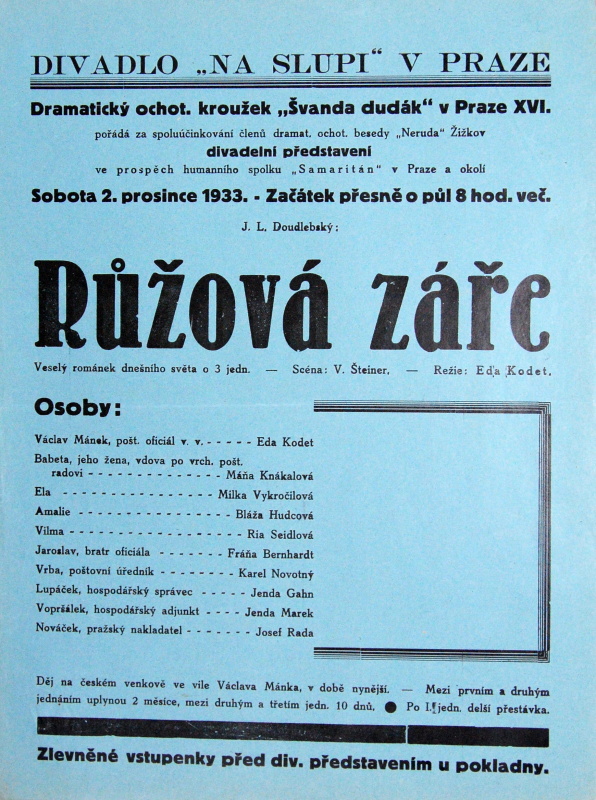 DIVADLO „NA SLUPI“ V PRAZE
Dramatický ochot. kroužek „Švanda dudák“ v Praze XVI.
pořádá za spoluúčinkování členů dramat. ochot. besedy „Neruda“ Žižkov
divadelní představení
ve prospěch humanního spolku „Samaritán“ v Praze a okolí
Sobota 2. prosince 1933. - Začátek přesně o půl 8 hod. več.
J. L. Doudlebský:
Růžová záře
Veselý románek dnešního světa o 3 jedn. — Scéna: V. Šteiner. — Režie: Eďa Kodet.
Osoby:
Václav Mánek, pošt. oficiál v. v. - - - - - Eda Kodet
Babeta, jeho žena, vdova po vrch. pošt.
radovi - - - - - - - - - - - - - - Máňa Knákalová
Ela - - - - - - - - - - - - - - Milka Vykročilová
Amalie - - - - - - - - - - - - - - Bláža Hudcová
Vilma - - - - - - - - - - - - - - - - Ria Seidlová
Jaroslav, bratr oficiála - - - - - - - Fráňa Bernhardt
Vrba, poštovní úředník - - - - - - - - Karel Novotný
Lupáček, hospodářský správec - - - - - Jenda Gahn
Vopršálek, hospodářský adjunkt - - - - Jenda Marek
Nováček, pražský nakladatel - - - - - - - Josef Rada
Děj na českém venkově ve vile Václava Mánka, v době nynější. — Mezi prvním a druhým
jednáním uplynou 2 měsíce, mezi druhým a třetím jedn. 10 dnů. ● Po I. jedn. delší přestávka.
Zlevněné vstupenky před div. představením u pokladny.